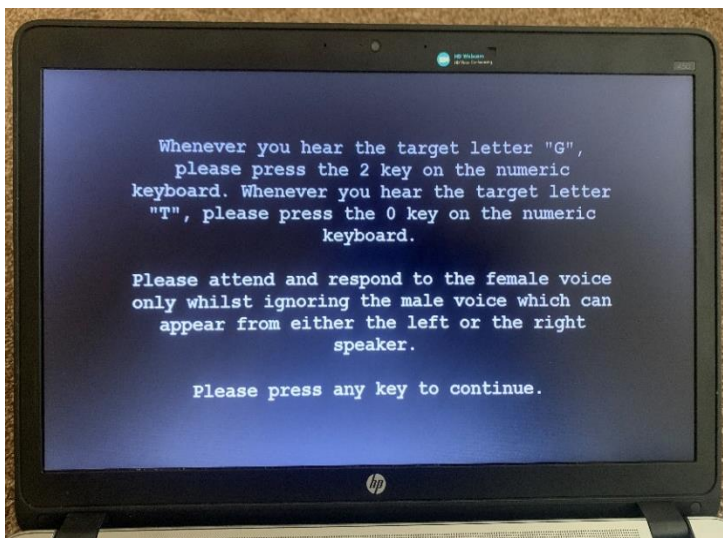 HD Webcam
Whenever you hear the target letter "G",
please press the 2 key on the numeric
keyboard. Whenever you hear the target letter
"T", please press the 0 key on the numeric
keyboard.
Please attend and respond to the female voice
only whilst ignoring the male voice which can
appear from either the left or the right
speaker.
Please press any key to continue.
hp